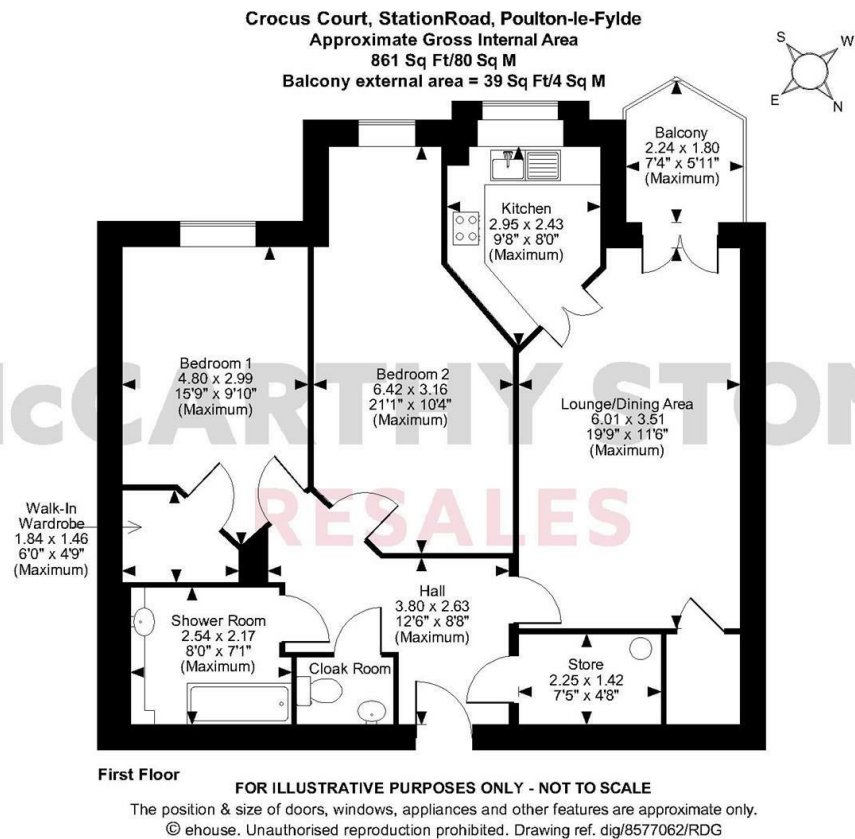 Crocus Court, StationRoad, Poulton-le-Fylde
Approximate Gross Internal Area
861 Sq Ft/80 Sq M
Balcony external area = 39 Sq Ft/4 Sq M
S
W
E
N
Balcony
2.24 x 1.80
7'4" x 5'11"
(Maximum)
Kitchen
2.95 x 2.43
9'8" x 8'0"
(Maximum)
Bedroom 1
4.80 x 2.99
15'9" x 9'10"
(Maximum)
Bedroom 2
6.42 x 3.16
21'1" x 10'4"
(Maximum)
Lounge/Dining Area
6.01 x 3.51
19'9" x 11'6"
(Maximum)
McCARTHY STON
RESALES
Walk-In
Wardrobe
1.84 x 1.46
6'0" x 4'9"
(Maximum)
Hall
3.80 x 2.63
12'6" x 8'8"
(Maximum)
Shower Room
2.54 x 2.17
8'0" x 7'1"
(Maximum)
Cloak Room
Store
2.25 x 1.42
7'5" x 4'8"
First Floor
FOR ILLUSTRATIVE PURPOSES ONLY - NOT TO SCALE
The position & size of doors, windows, appliances and other features are approximate only.
© ehouse. Unauthorised reproduction prohibited. Drawing ref. dig/8577062/RDG